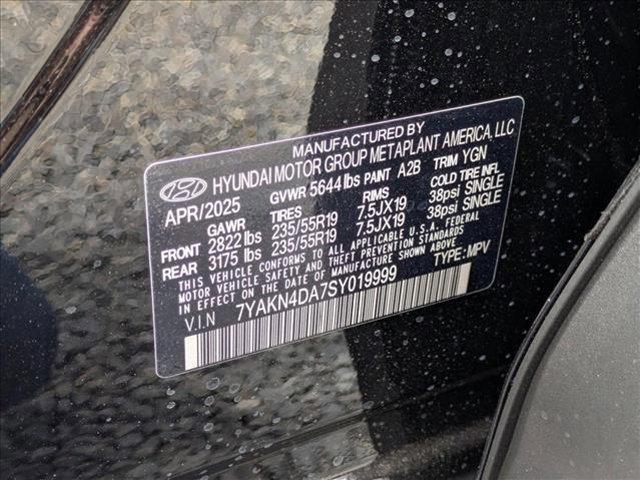 MANUFACTURED BY
HYUNDAI MOTOR GROUP METAPLANT AMERICA, LLC
APR/2025 GVWR 5644 lbs PAINT A2B TRIM YGN
GAWR TIRES RIMS COLD TIRE INFL
FRONT 2822 lbs 235/55R19 7.5JX19 38psi SINGLE
REAR 3175 lbs 235/55R19 7.5JX19 38psi SINGLE
THIS VEHICLE CONFORMS TO ALL APPLICABLE U.S.A. FEDERAL
MOTOR VEHICLE SAFETY AND THEFT PREVENTION STANDARDS
IN EFFECT ON THE DATE OF MANUFACTURE SHOWN ABOVE.
V.I.N 7YAKN4DA7SY019999 TYPE: MPV